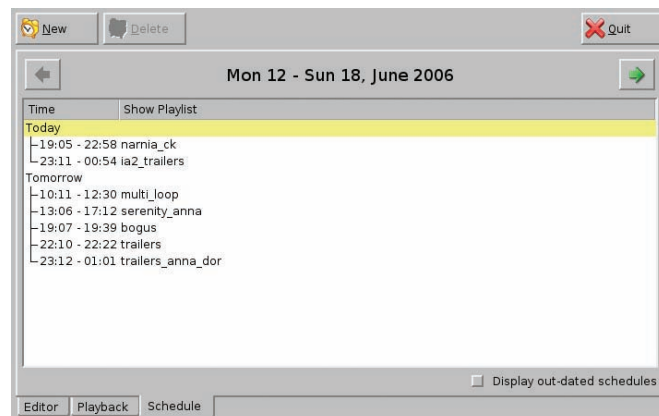 New Delete Quit
Mon 12 - Sun 18, June 2006
Time Show Playlist
Today
19:05 - 22:58 narnia_ck
23:11 - 00:54 ia2_trailers
Tomorrow
10:11 - 12:30 multi_loop
13:06 - 17:12 serenity_anna
19:07 - 19:39 bogus
22:10 - 22:22 trailers
23:12 - 01:01 trailers_anna_dor
Display out-dated schedules
Editor Playback Schedule